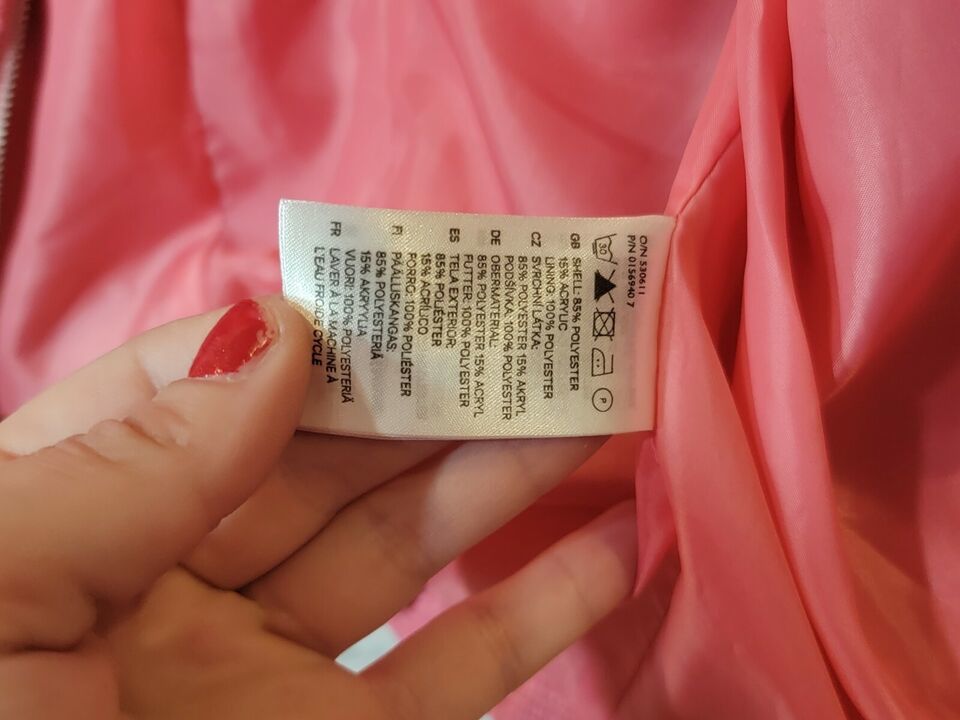 O/N 530611
P/N 0156940 7
30
P
GB SHELL: 85% POLYESTER
15% ACRYLIC
LINING: 100% POLYESTER
CZ SVRCHNÍ LÁTKA:
85% POLYESTER 15% AKRYL
PODŠÍVKA: 100% POLYESTER
DE OBERMATERIAL:
85% POLYESTER 15% ACRYL
FUTTER: 100% POLYESTER
ES TELA EXTERIOR:
85% POLIÉSTER
15% ACRÍLICO
FORRO: 100% POLIÉSTER
FI PÄÄLLISKANGAS:
85% POLYESTERIÄ
15% AKRYYLIÄ
VUORI: 100% POLYESTERIÄ
FR LAVER À LA MACHINE À
L'EAU FROIDE CYCLE